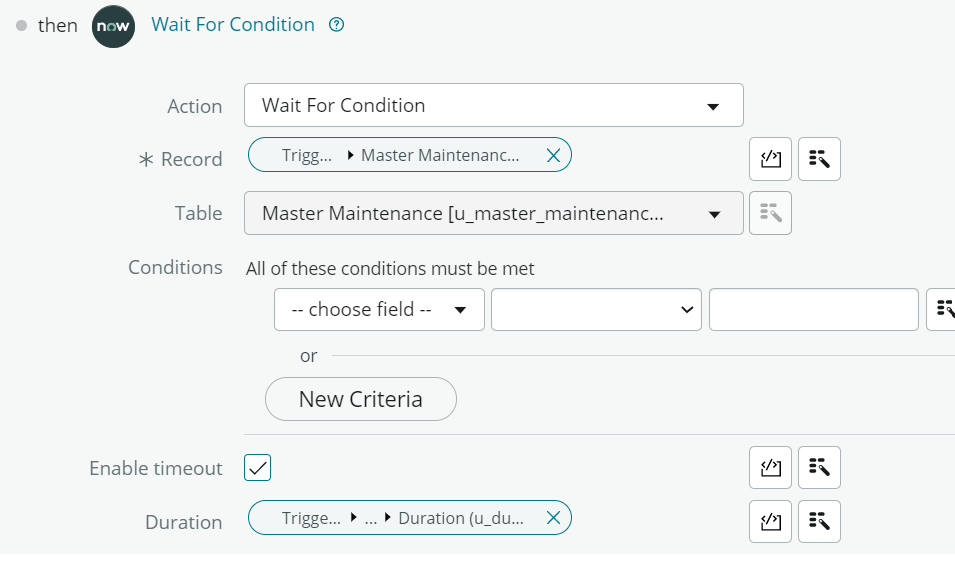 then now Wait For Condition ?
Action Wait For Condition
* Record Trigg... Master Maintenanc...
Table Master Maintenance [u_master_maintenanc...
Conditions All of these conditions must be met
-- choose field --
or
New Criteria
Enable timeout
Duration Trigge... ... Duration (u_du...